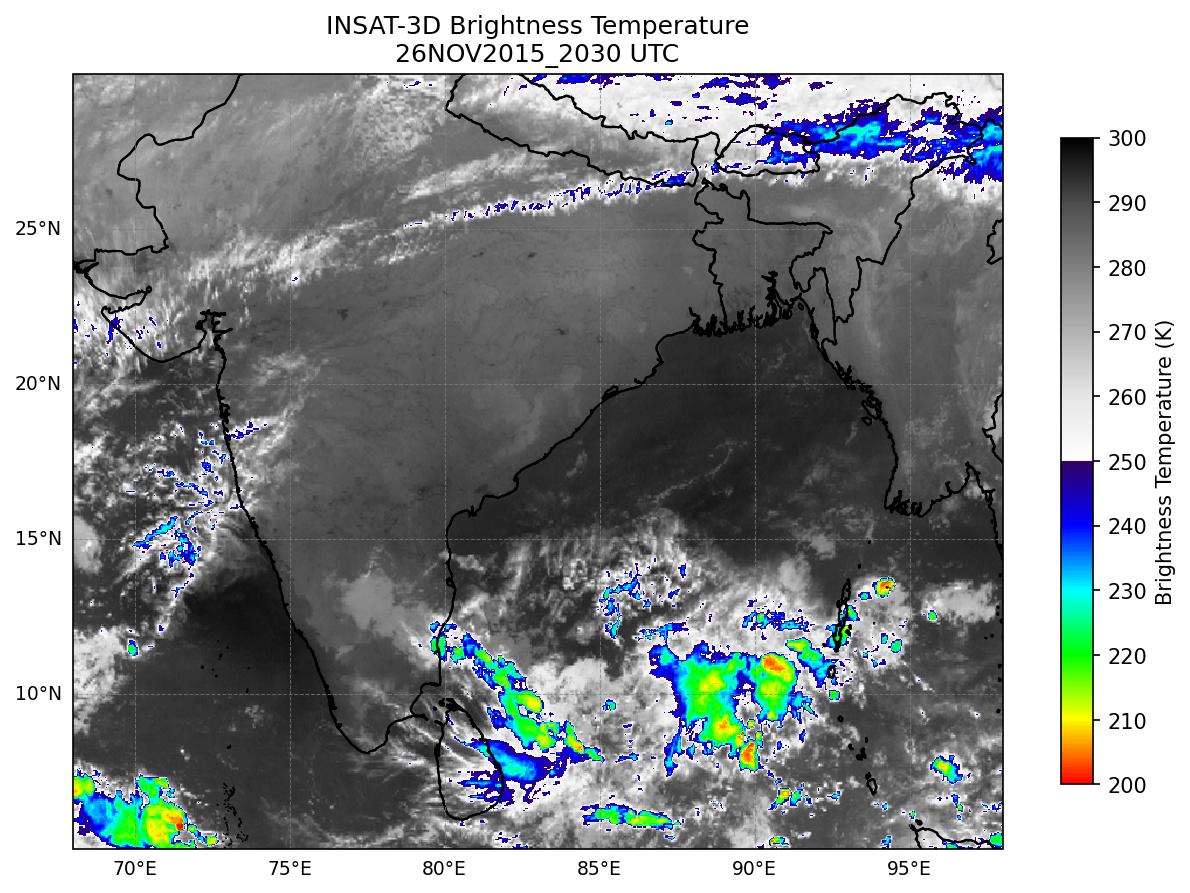 INSAT-3D Brightness Temperature
26NOV2015_2030 UTC
25°N
20°N
15°N
10°N
70°E
75°E
80°E
85°E
90°E
95°E
300
290
280
270
260
250
240
230
220
210
200
Brightness Temperature (K)